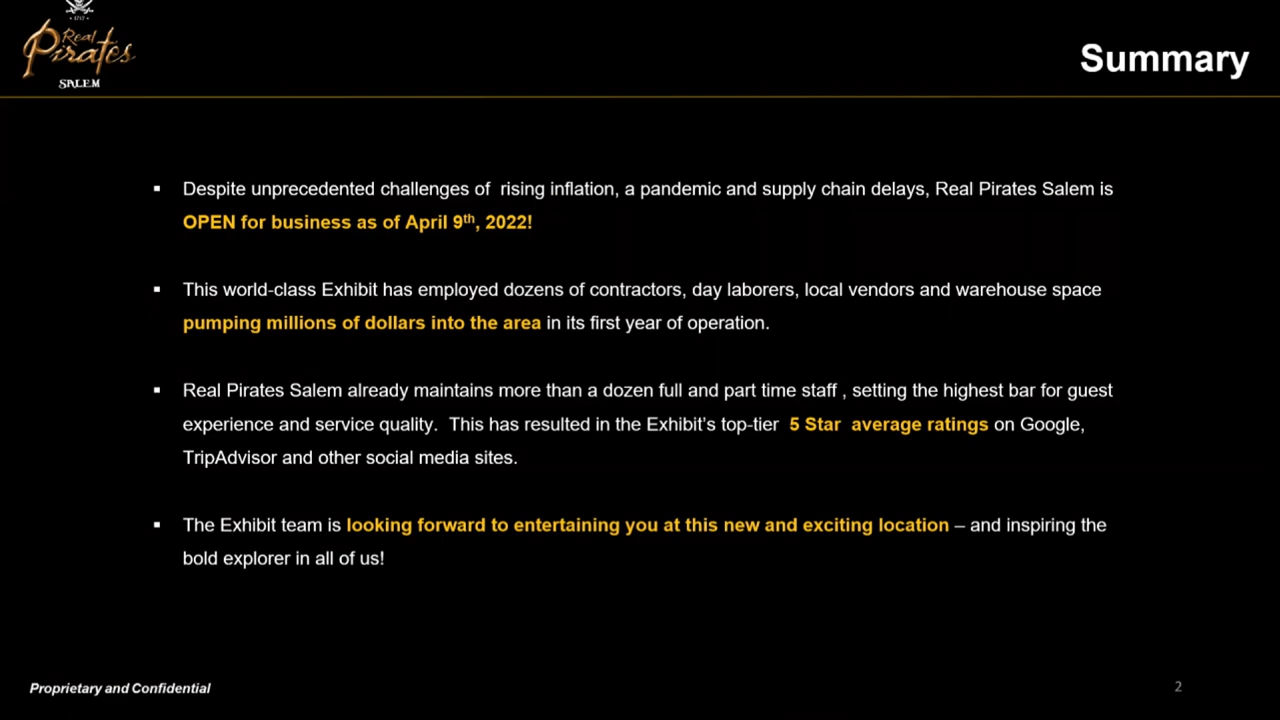 · 1717 ·
Real
Pirates
SALEM
Summary
▪ Despite unprecedented challenges of  rising inflation, a pandemic and supply chain delays, Real Pirates Salem is
OPEN for business as of April 9th, 2022!
▪ This world-class Exhibit has employed dozens of contractors, day laborers, local vendors and warehouse space
pumping millions of dollars into the area in its first year of operation.
▪ Real Pirates Salem already maintains more than a dozen full and part time staff , setting the highest bar for guest
experience and service quality.  This has resulted in the Exhibit's top-tier  5 Star  average ratings on Google,
TripAdvisor and other social media sites.
▪ The Exhibit team is looking forward to entertaining you at this new and exciting location – and inspiring the
bold explorer in all of us!
Proprietary and Confidential
2